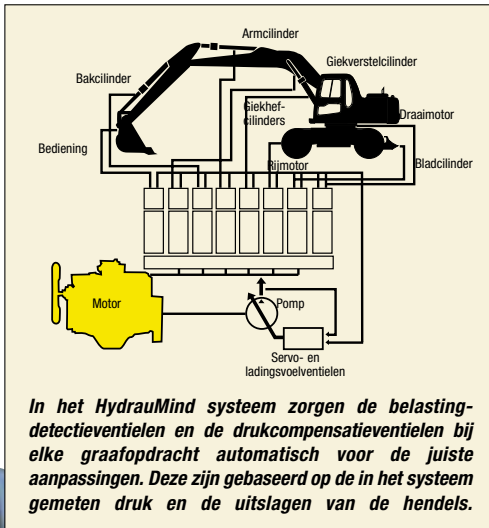 Armcilinder
Giekverstelcilinder
Bakcilinder
Giekhef-
cilinders
Draaimotor
Bediening
Rijmotor
Bladcilinder
Motor
Pomp
Servo- en
ladingsvoelventielen
In het HydrauMind systeem zorgen de belasting-
detectieventielen en de drukcompensatieventielen bij
elke graafopdracht automatisch voor de juiste
aanpassingen. Deze zijn gebaseerd op de in het systeem
gemeten druk en de uitslagen van de hendels.